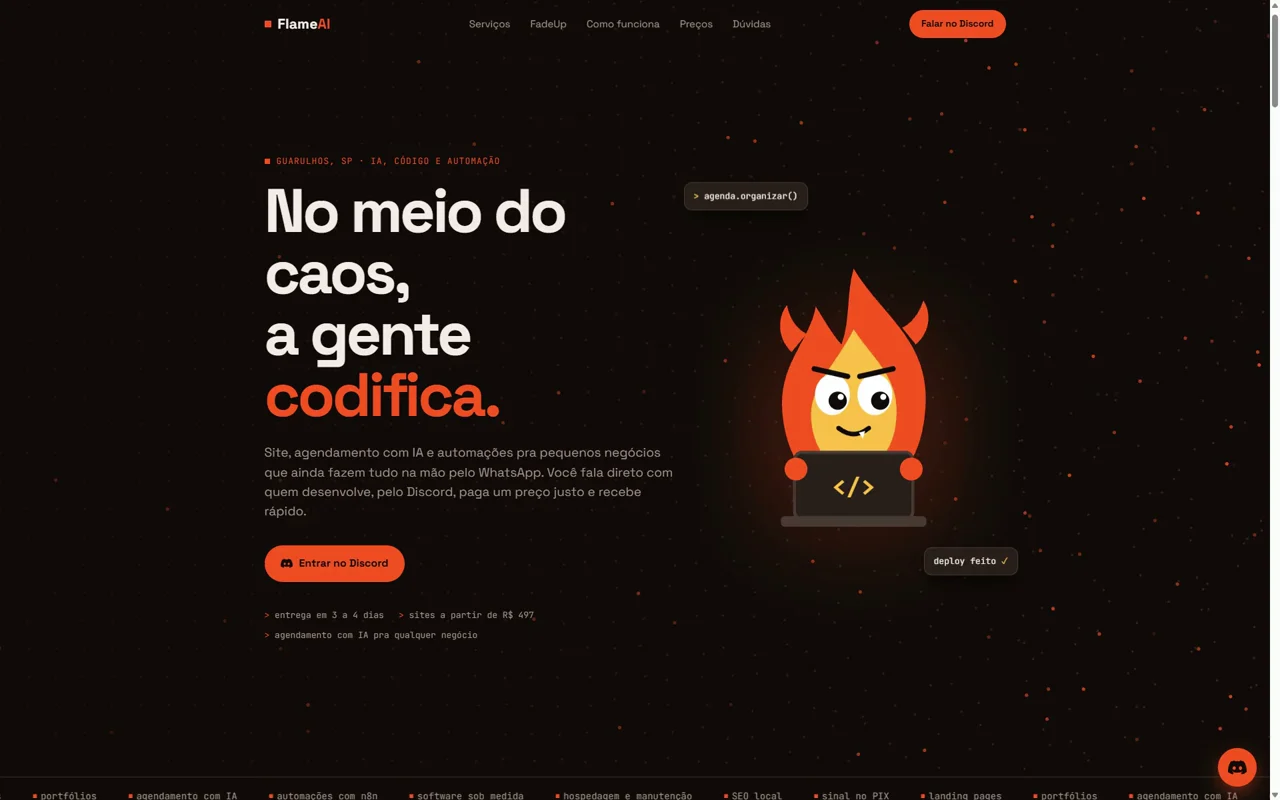 FlameAI
Serviços
FadeUp
Como funciona
Preços
Dúvidas
Falar no Discord
GUARULHOS, SP · IA, CÓDIGO E AUTOMAÇÃO
No meio do
caos,
a gente
codifica.
Site, agendamento com IA e automações pra pequenos negócios
que ainda fazem tudo na mão pelo WhatsApp. Você fala direto com
quem desenvolve, pelo Discord, paga um preço justo e recebe
rápido.
Entrar no Discord
> entrega em 3 a 4 dias > sites a partir de R$ 497
> agendamento com IA pra qualquer negócio
> agenda.organizar()
</>
deploy feito ✓
portfólios
agendamento com IA
automações com n8n
software sob medida
hospedagem e manutenção
SEO local
sinal no PIX
landing pages
portfólios
agendamento com IA